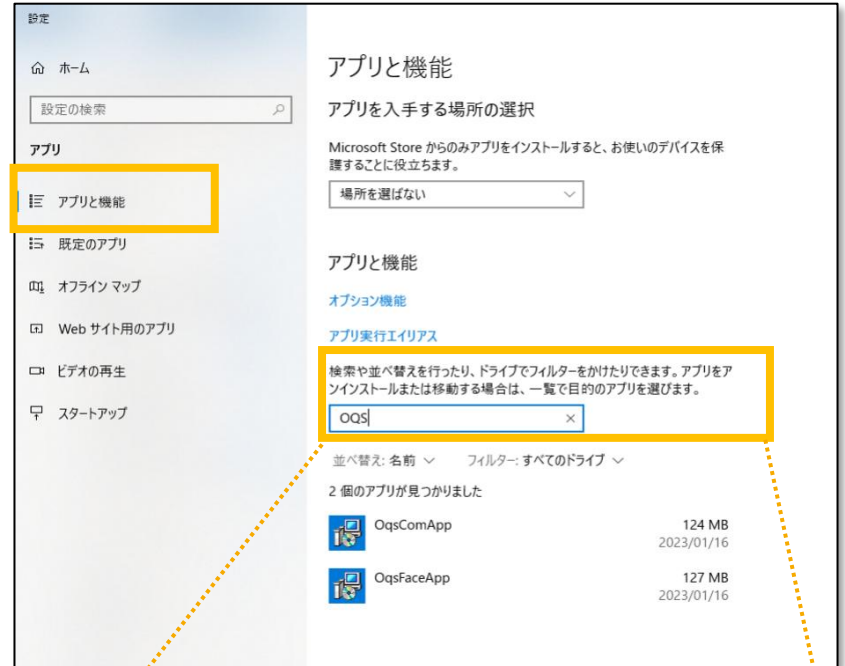 設定
ホーム
設定の検索
アプリ
アプリと機能
既定のアプリ
オフライン マップ
Web サイト用のアプリ
ビデオの再生
スタートアップ
アプリと機能
アプリを入手する場所の選択
Microsoft Store からのみアプリをインストールすると、お使いのデバイスを保
護することに役立ちます。
場所を選ばない
アプリと機能
オプション機能
アプリ実行エイリアス
検索や並べ替えを行ったり、ドライブでフィルターをかけたりできます。アプリをア
ンインストールまたは移動する場合は、一覧で目的のアプリを選びます。
OQS
並べ替え: 名前 フィルター: すべてのドライブ
2 個のアプリが見つかりました
OqsComApp 124 MB
2023/01/16
OqsFaceApp 127 MB
2023/01/16